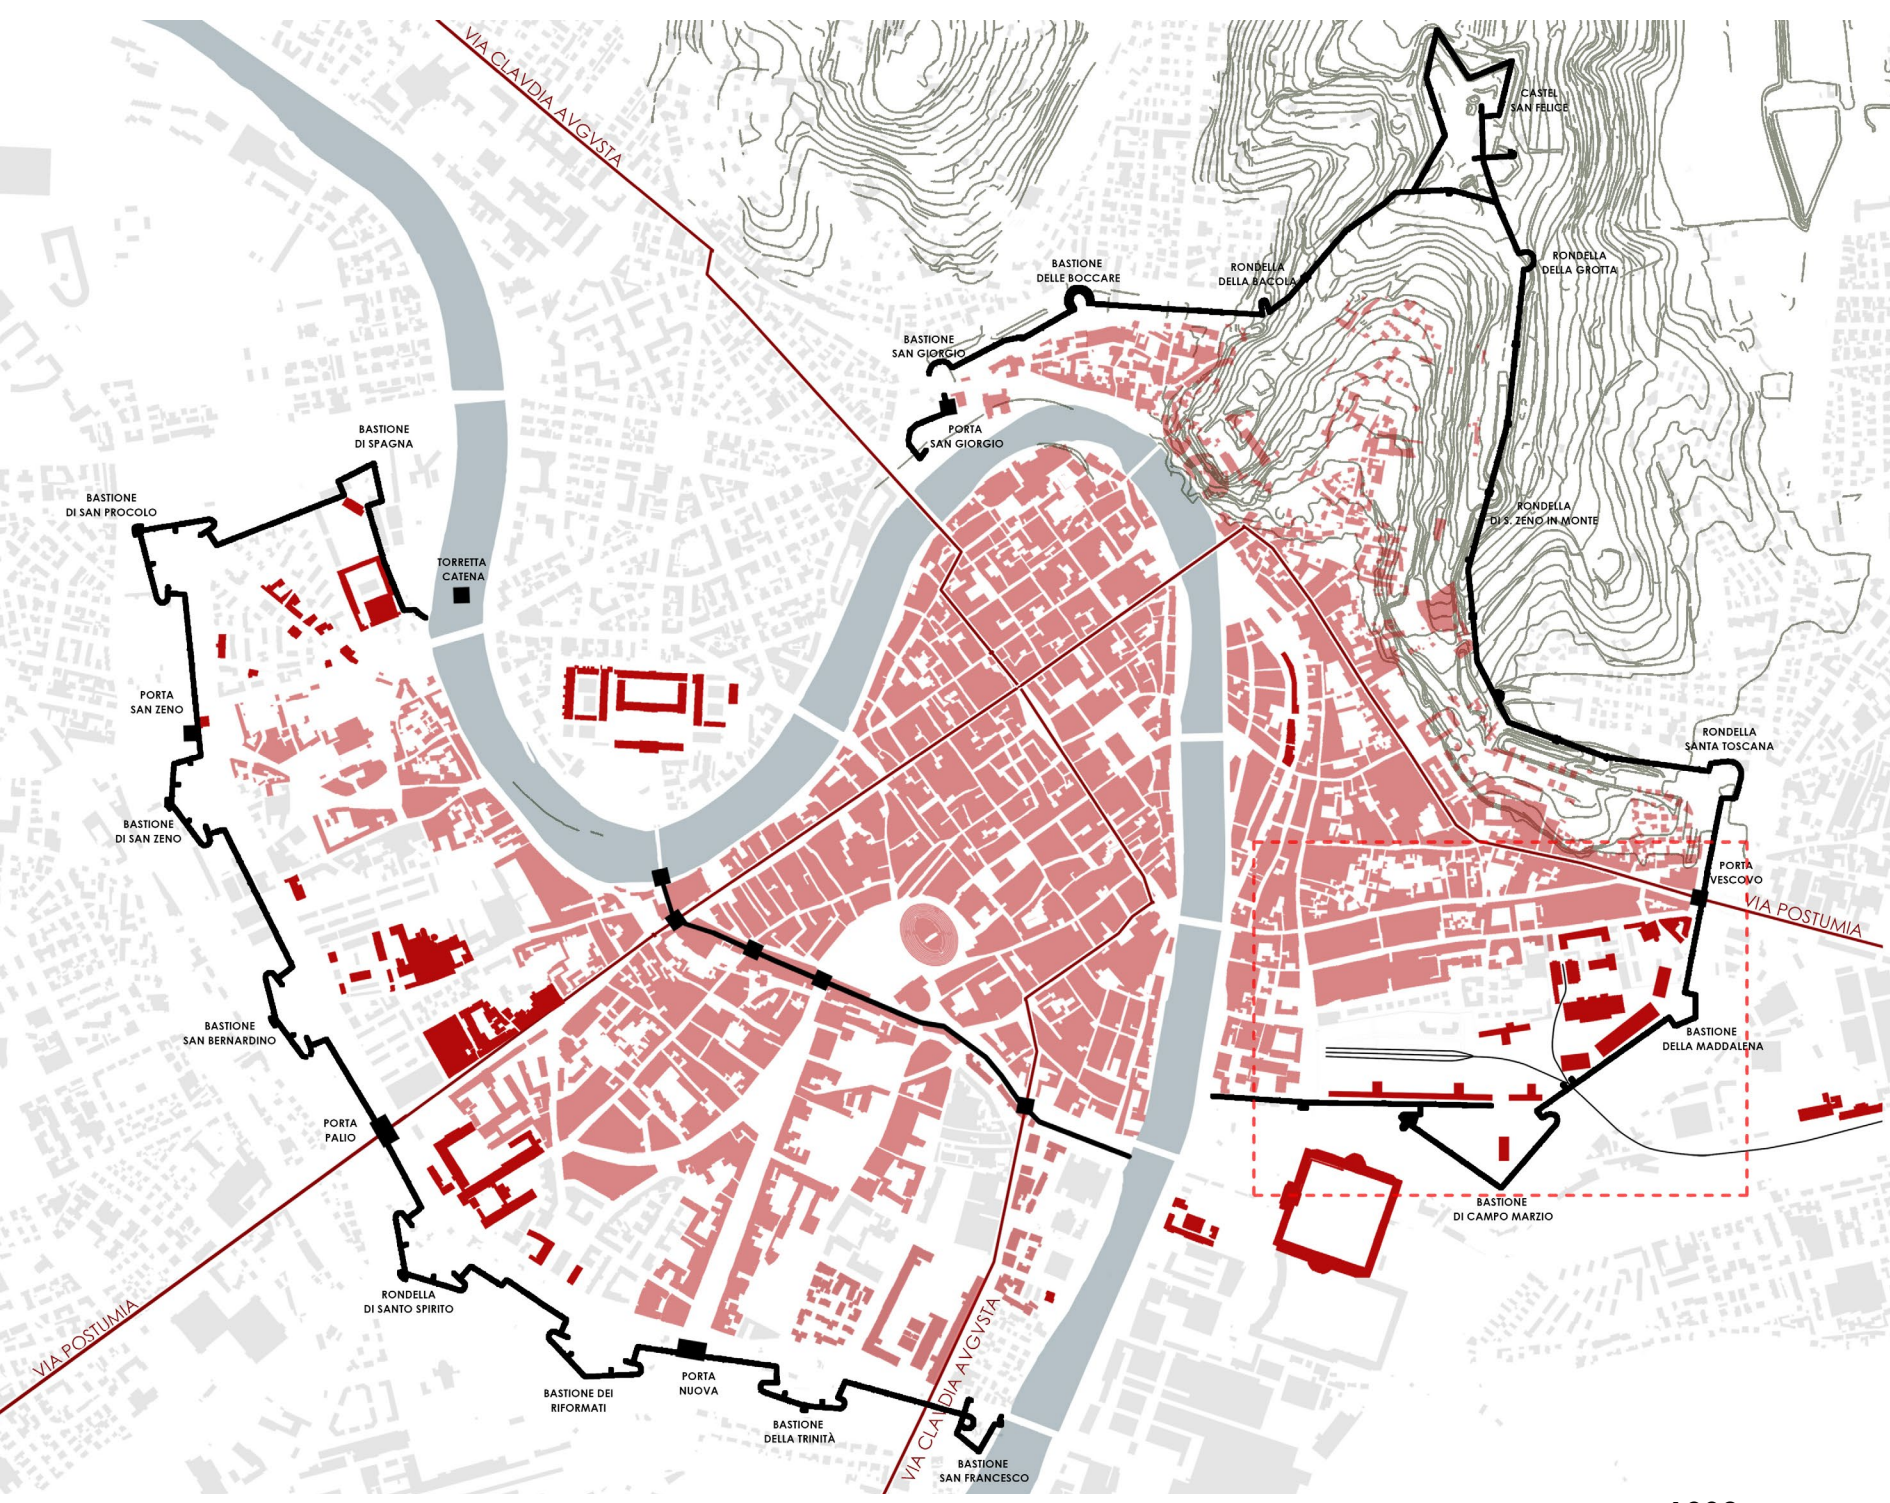 VIA CLAVDIA AVGVSTA
CASTEL
SAN FELICE
BASTIONE
DELLE BOCCARE
RONDELLA
DELLA BACOLA
RONDELLA
DELLA GROTTA
BASTIONE
SAN GIORGIO
PORTA
SAN GIORGIO
BASTIONE
DI SPAGNA
BASTIONE
DI SAN PROCOLO
RONDELLA
DI S. ZENO IN MONTE
TORRETTA
CATENA
PORTA
SAN ZENO
RONDELLA
SANTA TOSCANA
BASTIONE
DI SAN ZENO
PORTA
VESCOVO
VIA POSTUMIA
BASTIONE
SAN BERNARDINO
BASTIONE
DELLA MADDALENA
PORTA
PALIO
BASTIONE
DI CAMPO MARZIO
RONDELLA
DI SANTO SPIRITO
VIA POSTUMIA
VIA CLAVDIA AVGVSTA
PORTA
NUOVA
BASTIONE DEI
RIFORMATI
BASTIONE
DELLA TRINITÀ
BASTIONE
SAN FRANCESCO